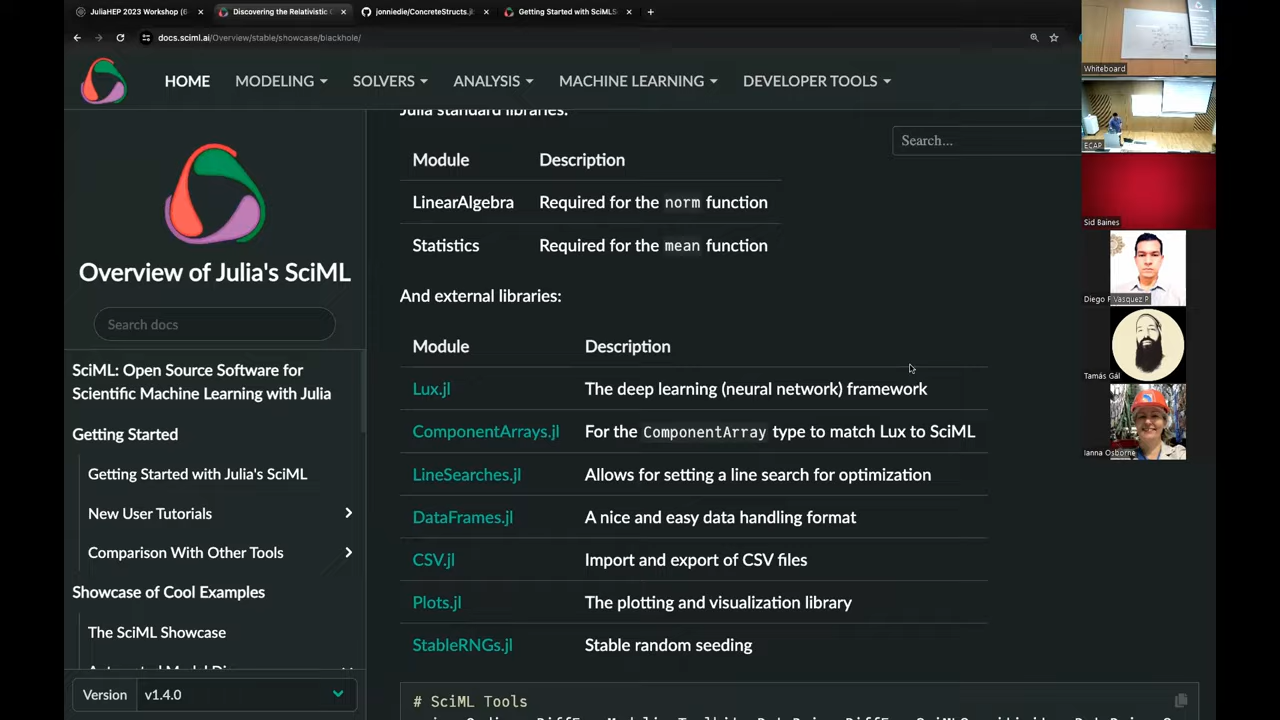 JuliaHEP 2023 Workshop (6
Discovering the Relativistic C
jonniedie/ConcreteStructs.jl
Getting Started with SciMLS
docs.sciml.ai/Overview/stable/showcase/blackhole/
HOME
MODELING
ANALYSIS
MACHINE LEARNING
DEVELOPER TOOLS
Julia standard libraries:
Search...
Module Description
LinearAlgebra Required for the norm function
Statistics Required for the mean function
And external libraries:
Module Description
Lux.jl The deep learning (neural network) framework
ComponentArrays.jl For the ComponentArray type to match Lux to SciML
LineSearches.jl Allows for setting a line search for optimization
DataFrames.jl A nice and easy data handling format
CSV.jl Import and export of CSV files
Plots.jl The plotting and visualization library
StableRNGs.jl Stable random seeding
# SciML Tools
Overview of Julia's SciML
Search docs
SciML: Open Source Software for
Scientific Machine Learning with Julia
Getting Started
Getting Started with Julia's SciML
New User Tutorials
Comparison With Other Tools
Showcase of Cool Examples
The SciML Showcase
Version v1.4.0
Whiteboard
ECAP
Sid Baines
Diego F Vasquez P
Tamás Gál
Ianna Osborne